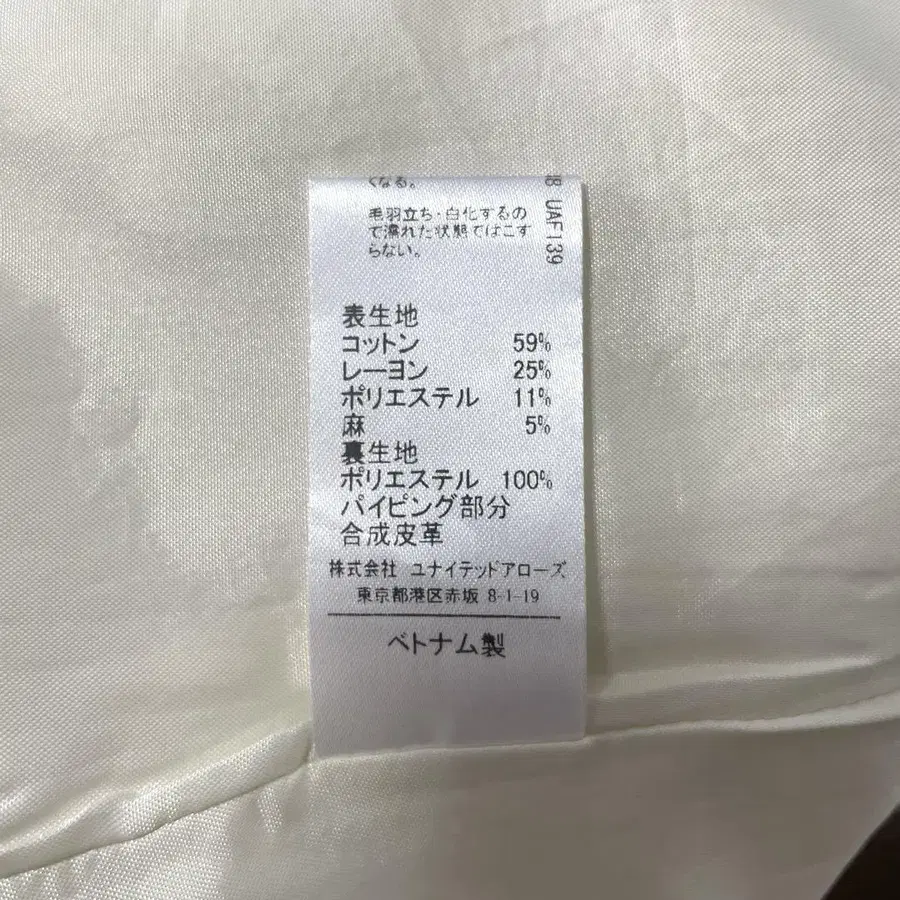 くなる。
毛羽立ち・白化するの
で濡れた状態ではこす
らない。
UAF139
表生地
コットン 59%
レーヨン 25%
ポリエステル 11%
麻 5%
裏生地
ポリエステル 100%
パイピング部分
合成皮革
株式会社 ユナイテッドアローズ
東京都港区赤坂 8-1-19
ベトナム製